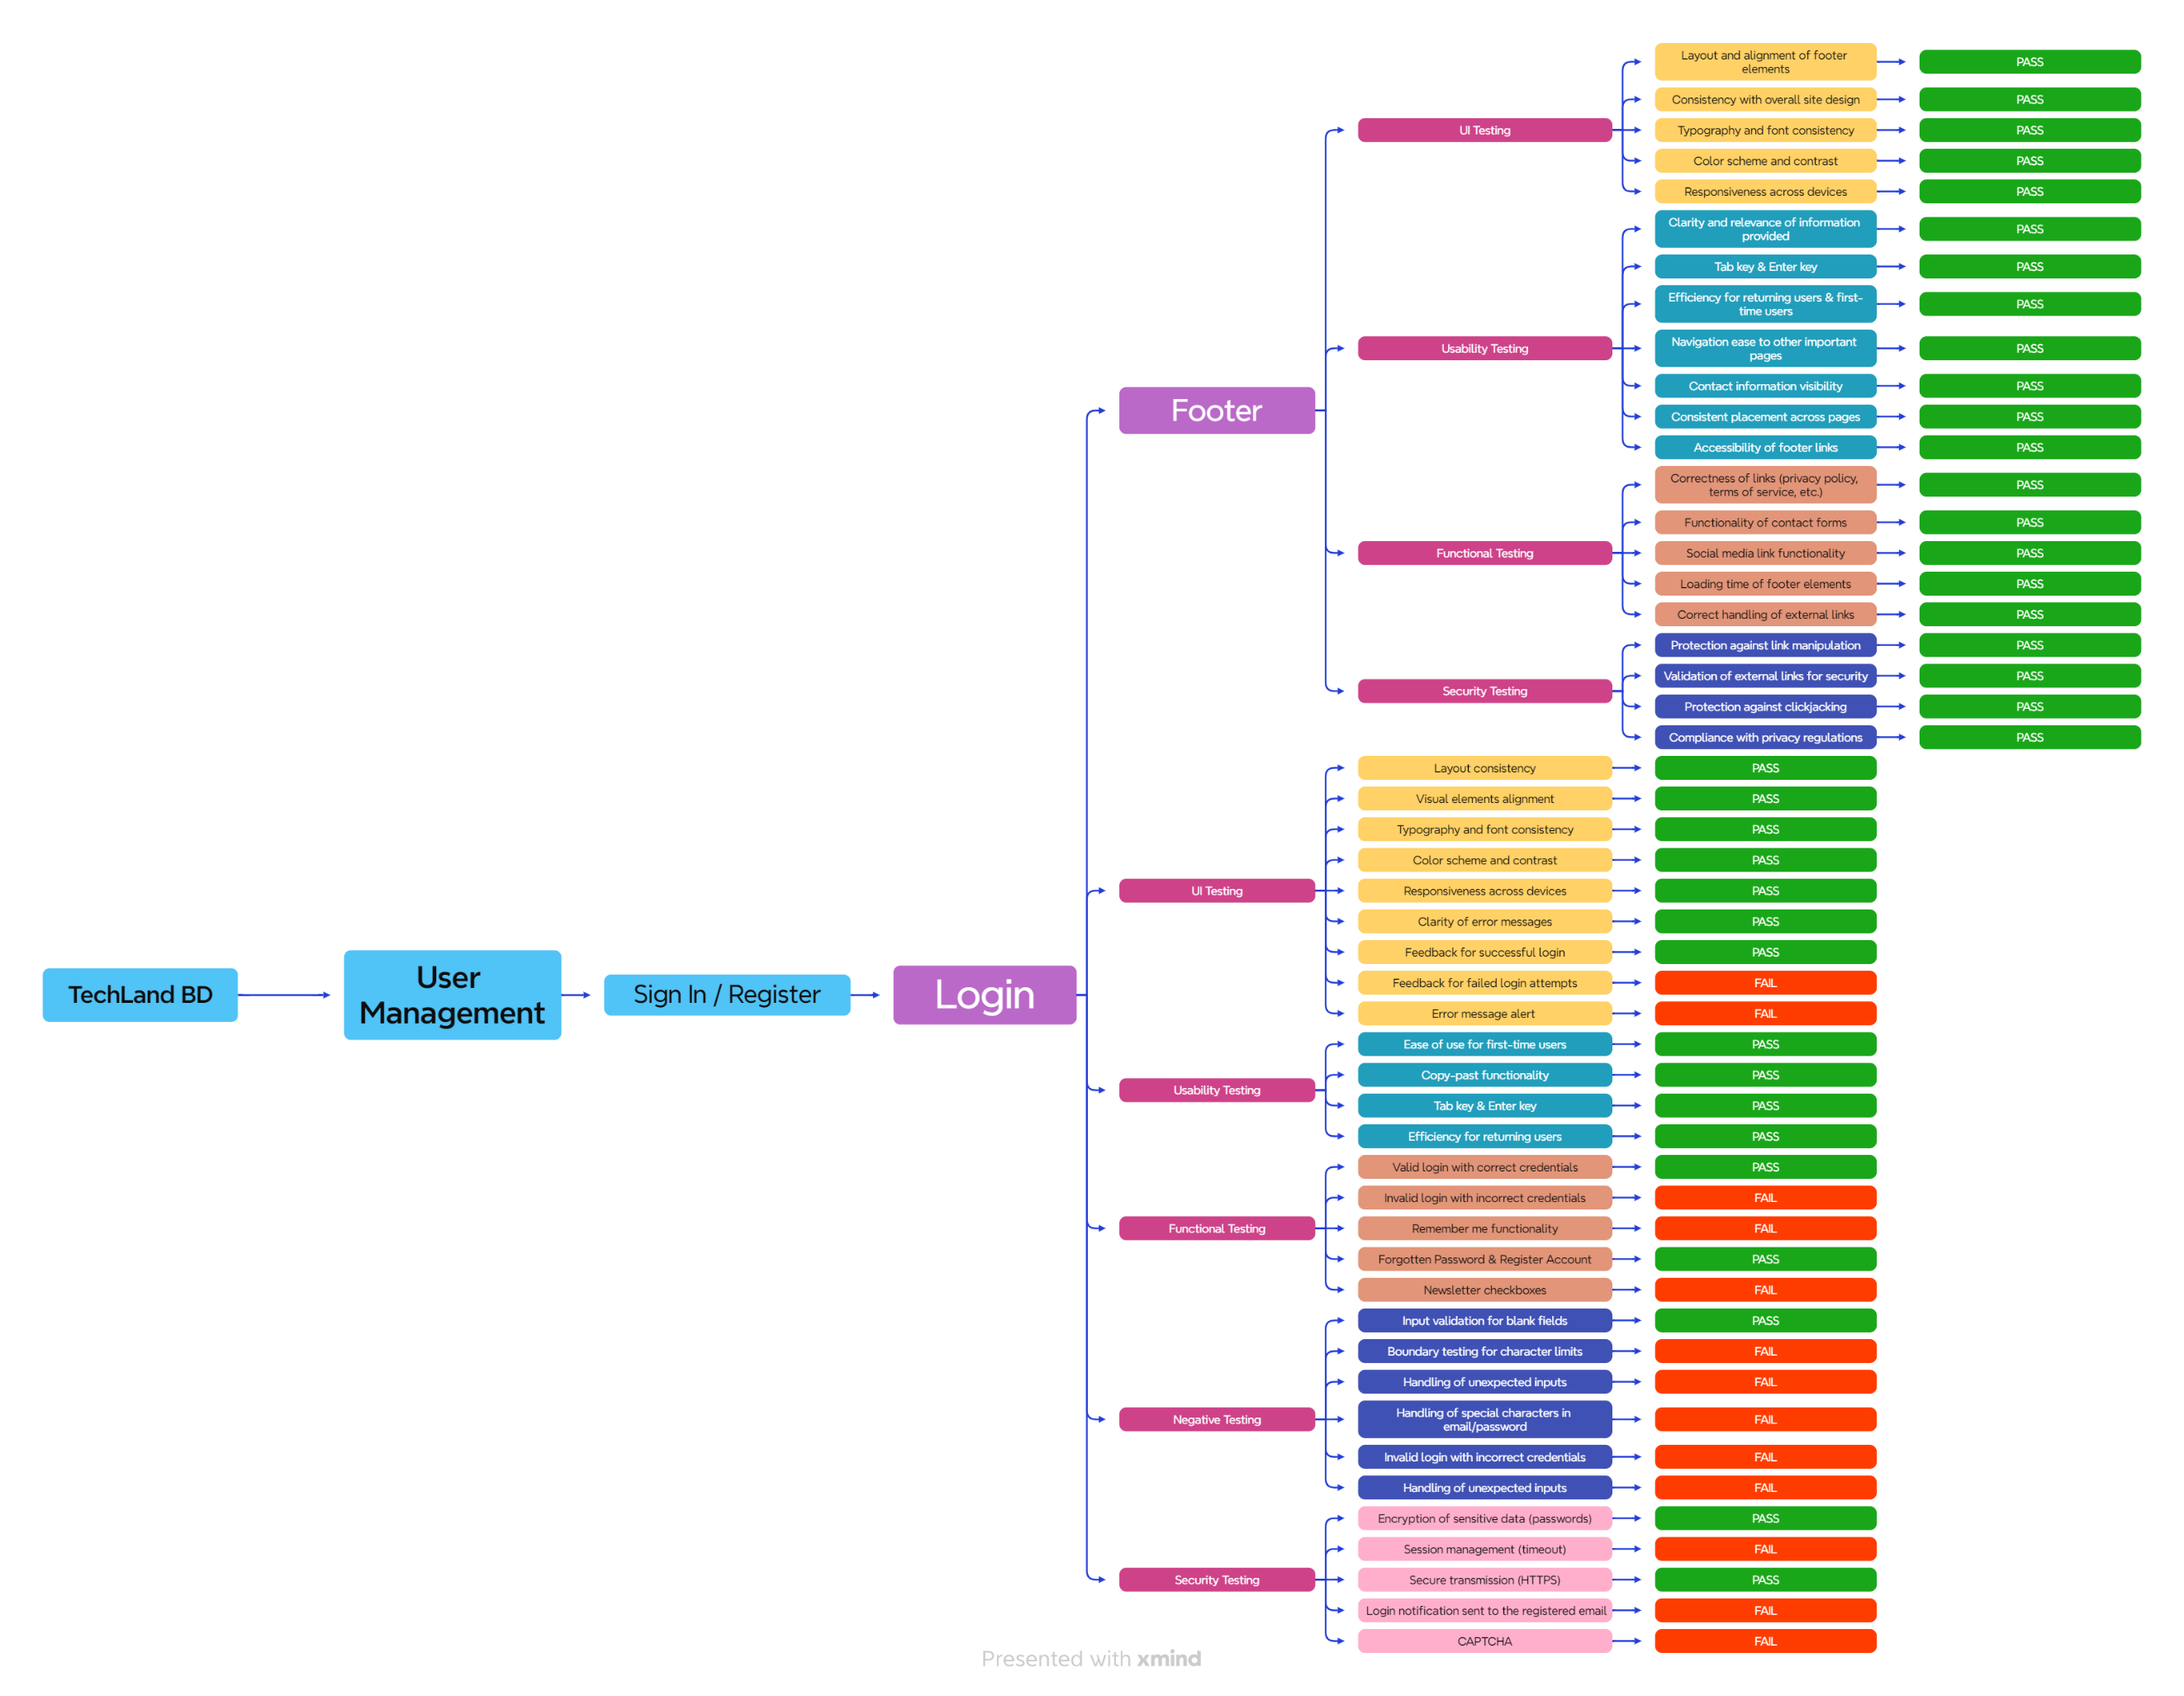 TechLand BD
User
Management
Sign In / Register
Login
Footer
UI Testing
Layout and alignment of footer
elements
PASS
Consistency with overall site design
PASS
Typography and font consistency
PASS
Color scheme and contrast
PASS
Responsiveness across devices
PASS
Usability Testing
Clarity and relevance of information
provided
PASS
Tab key & Enter key
PASS
Efficiency for returning users & first-
time users
PASS
Navigation ease to other important
pages
PASS
Contact information visibility
PASS
Consistent placement across pages
PASS
Accessibility of footer links
PASS
Functional Testing
Correctness of links (privacy policy,
terms of service, etc.)
PASS
Functionality of contact forms
PASS
Social media link functionality
PASS
Loading time of footer elements
PASS
Correct handling of external links
PASS
Security Testing
Protection against link manipulation
PASS
Validation of external links for security
PASS
Protection against clickjacking
PASS
Compliance with privacy regulations
PASS
UI Testing
Layout consistency
PASS
Visual elements alignment
PASS
Typography and font consistency
PASS
Color scheme and contrast
PASS
Responsiveness across devices
PASS
Clarity of error messages
PASS
Feedback for successful login
PASS
Feedback for failed login attempts
FAIL
Error message alert
FAIL
Usability Testing
Ease of use for first-time users
PASS
Copy-past functionality
PASS
Tab key & Enter key
PASS
Efficiency for returning users
PASS
Functional Testing
Valid login with correct credentials
PASS
Invalid login with incorrect credentials
FAIL
Remember me functionality
FAIL
Forgotten Password & Register Account
PASS
Newsletter checkboxes
FAIL
Negative Testing
Input validation for blank fields
PASS
Boundary testing for character limits
FAIL
Handling of unexpected inputs
FAIL
Handling of special characters in
email/password
FAIL
Invalid login with incorrect credentials
FAIL
Handling of unexpected inputs
FAIL
Security Testing
Encryption of sensitive data (passwords)
PASS
Session management (timeout)
FAIL
Secure transmission (HTTPS)
PASS
Login notification sent to the registered email
FAIL
CAPTCHA
FAIL
Presented with xmind